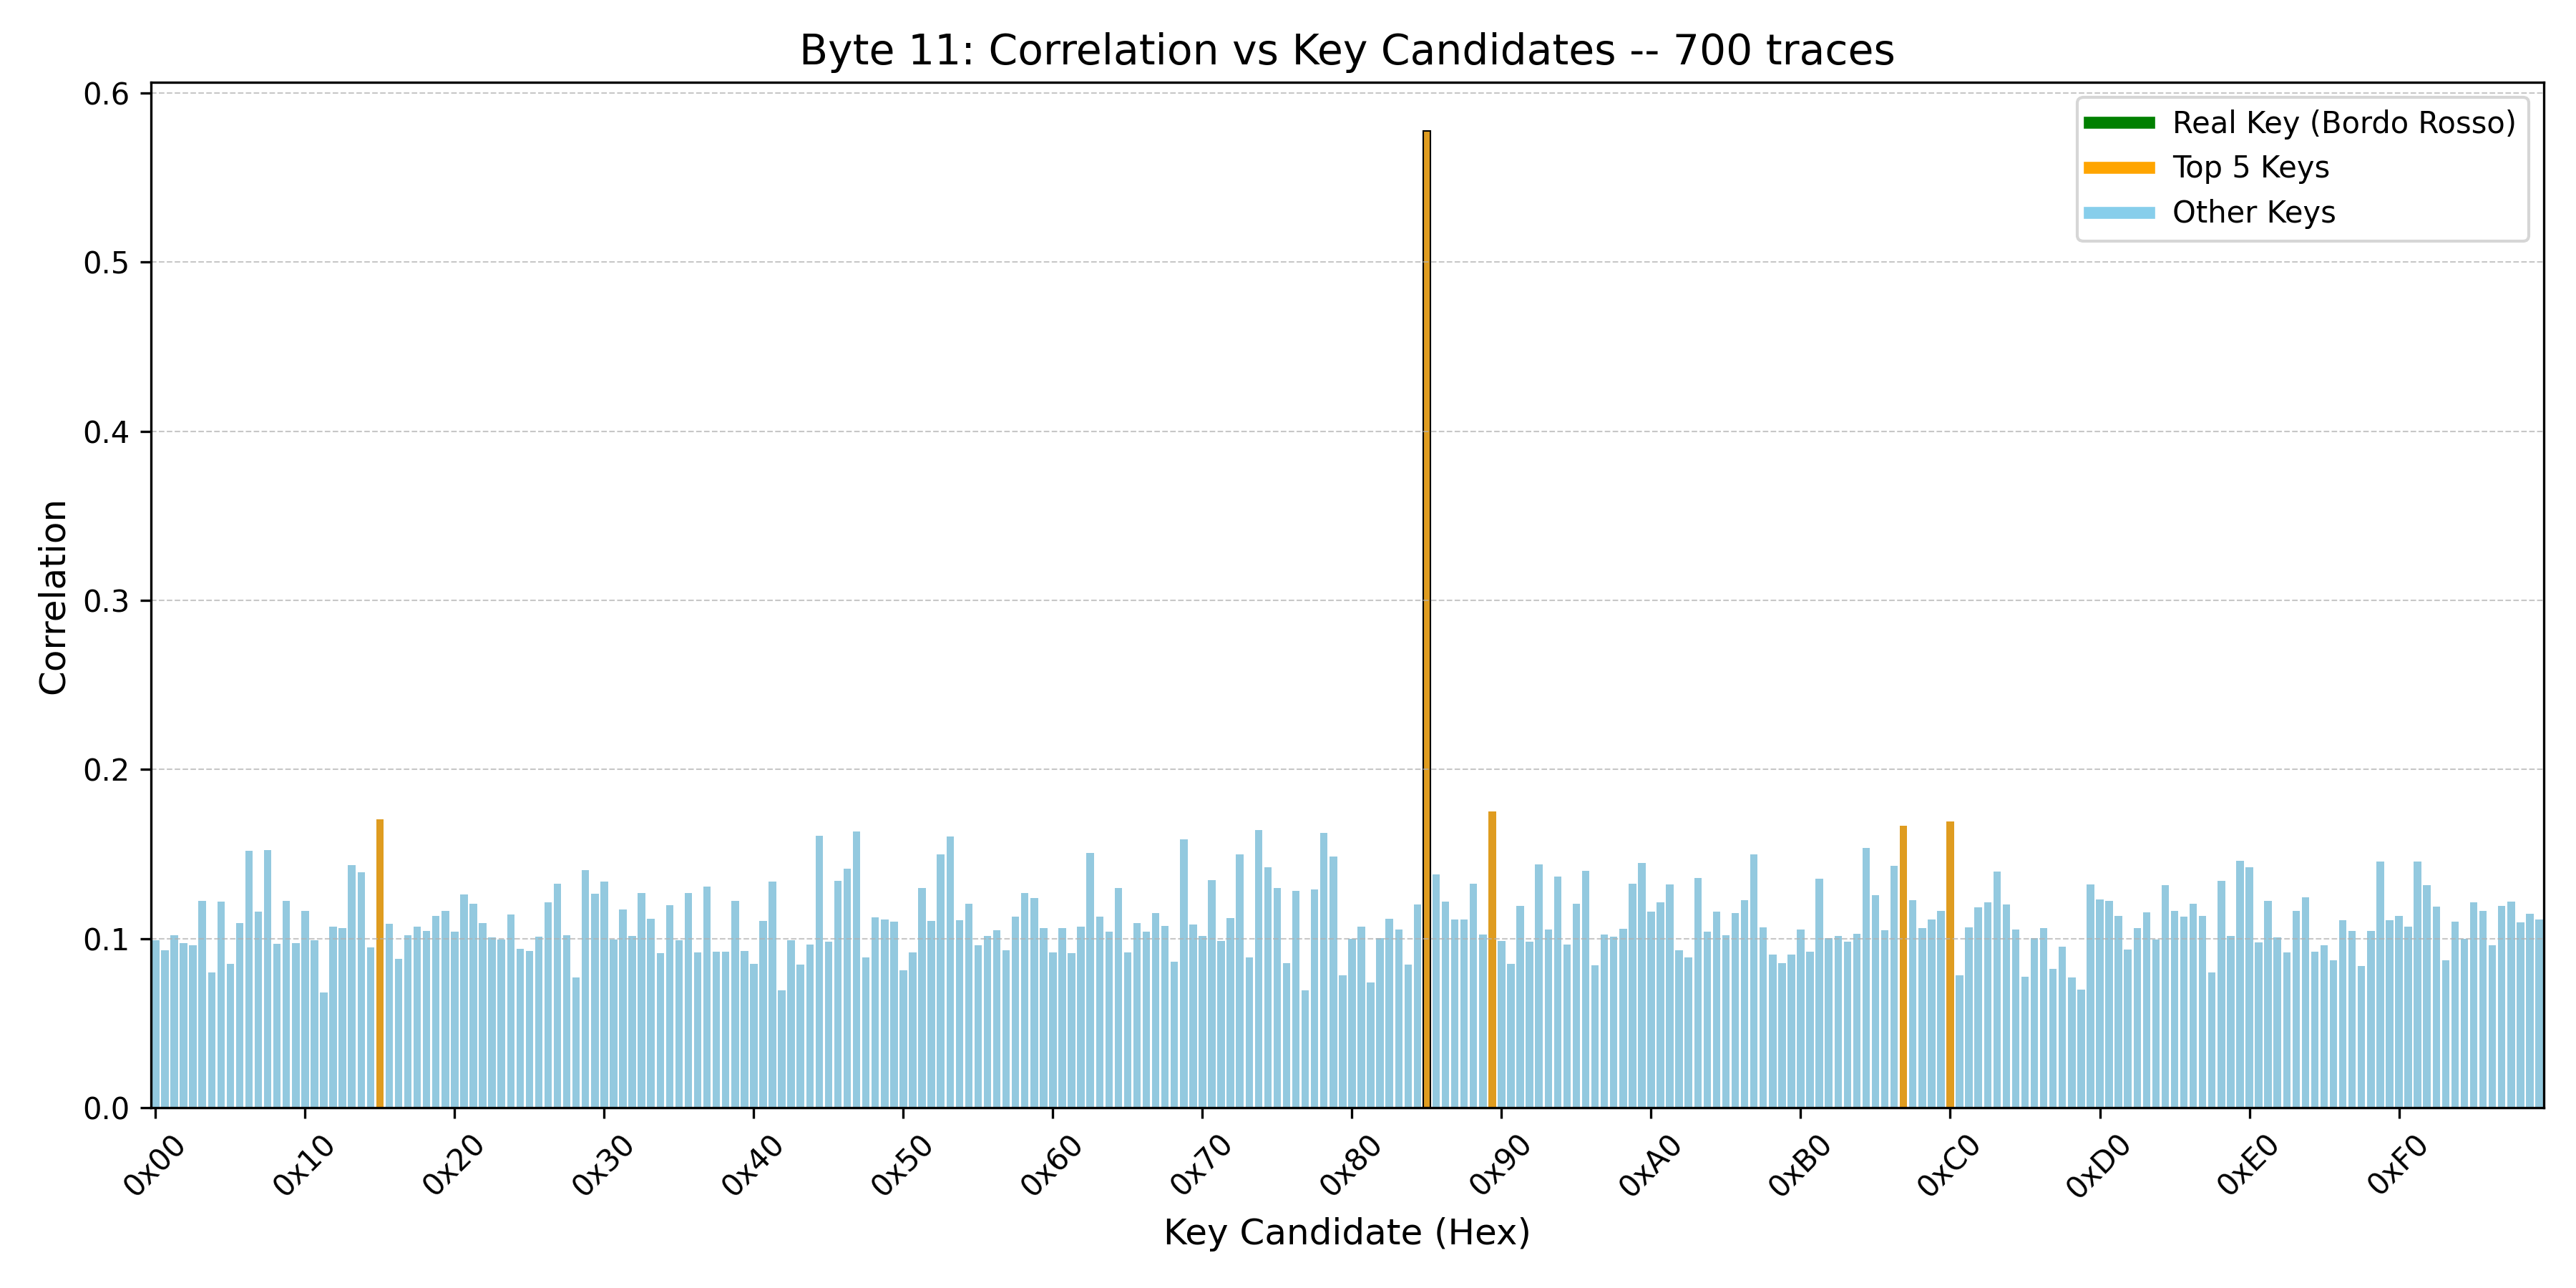 Byte 11: Correlation vs Key Candidates -- 700 traces
Real Key (Bordo Rosso)
Top 5 Keys
Other Keys
Correlation
0.6
0.5
0.4
0.3
0.2
0.1
0.0
0x00 0x10 0x20 0x30 0x40 0x50 0x60 0x70 0x80 0x90 0xA0 0xB0 0xC0 0xD0 0xE0 0xF0
Key Candidate (Hex)